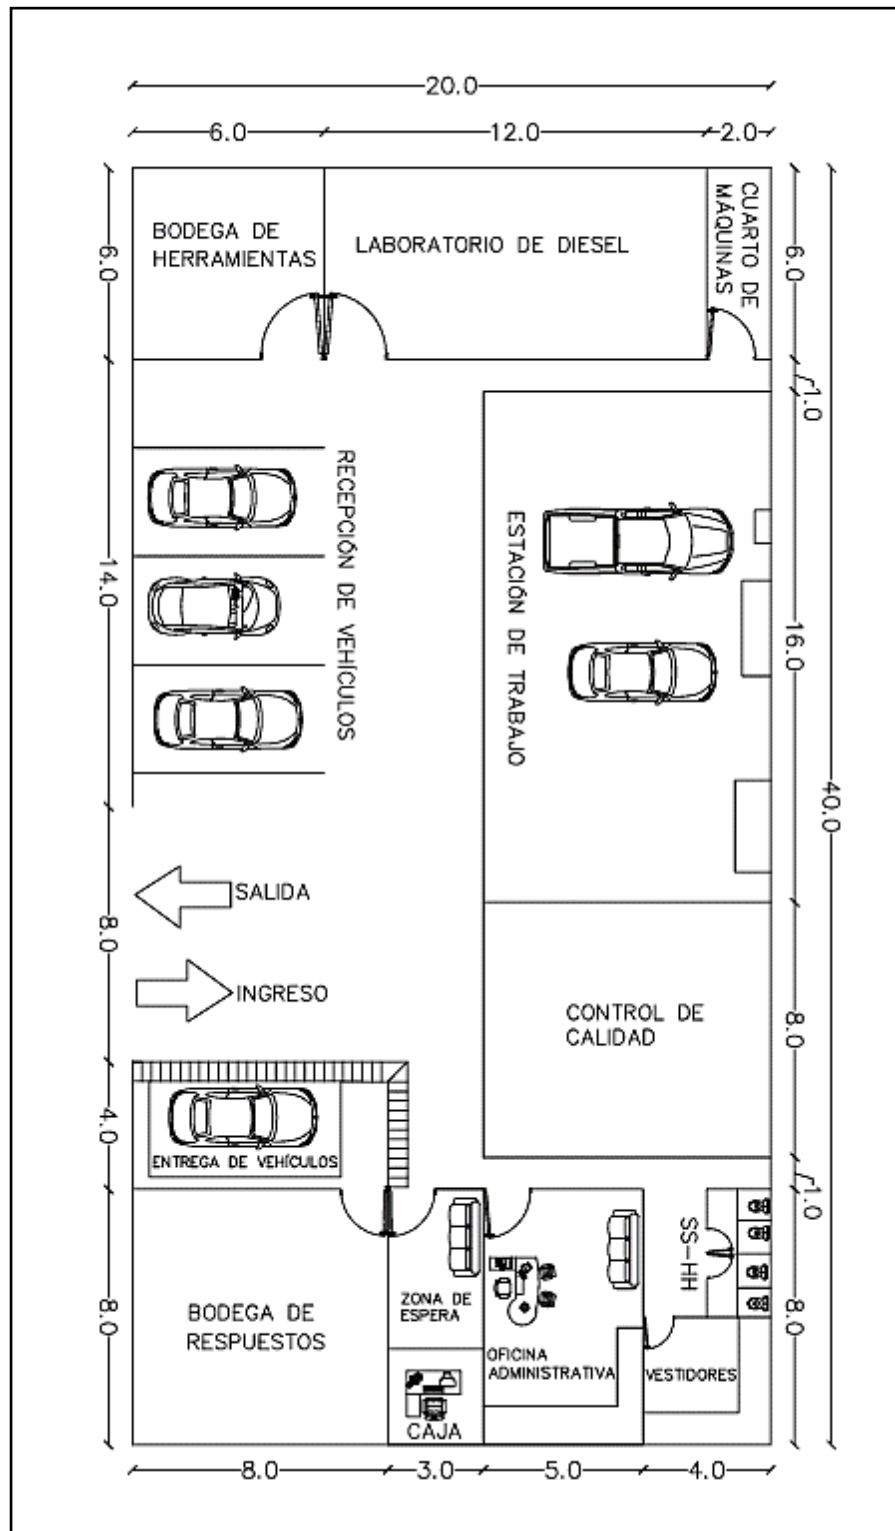 20.0
6.0
12.0
2.0
BODEGA DE
HERRAMIENTAS
LABORATORIO DE DIESEL
CUARTO DE
MÁQUINAS
6.0
6.0
1.0
RECEPCIÓN DE VEHÍCULOS
ESTACIÓN DE TRABAJO
14.0
16.0
40.0
SALIDA
INGRESO
8.0
CONTROL DE
CALIDAD
8.0
4.0
ENTREGA DE VEHÍCULOS
1.0
BODEGA DE
RESPUESTOS
ZONA DE
ESPERA
OFICINA
ADMINISTRATIVA
SS-HH
VESTIDORES
CAJA
8.0
8.0
8.0
3.0
5.0
4.0